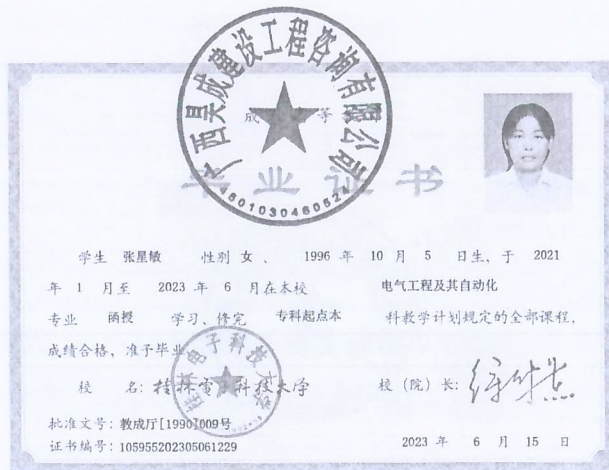 广西昊成建设工程咨询有限公司
成 等
4501030460524
毕业证书
学生 张星敏 性别 女 、 1996 年 10 月 5 日生、于 2021
年 1 月至 2023 年 6 月在本校 电气工程及其自动化
专业 函授 学习、修完 专科起点本 科教学计划规定的全部课程,
成绩合格,准予毕业
校 名: 桂林电子科技大学 校(院)长:
桂林电子科技大学
批准文号: 教成厅[1990]009号
证书编号: 105955202305061229
2023 年 6 月 15 日